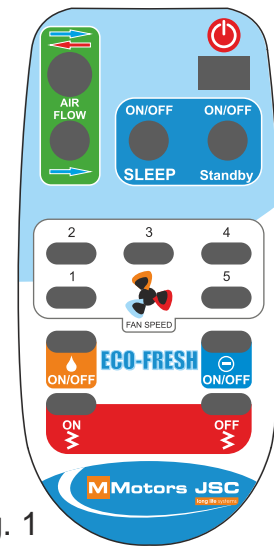 AIR
FLOW
ON/OFF ON/OFF
SLEEP Standby
2 3 4
1 5
FAN SPEED
ECO-FRESH
ON/OFF ON/OFF
ON OFF
M Motors JSC
long life systems
. 1